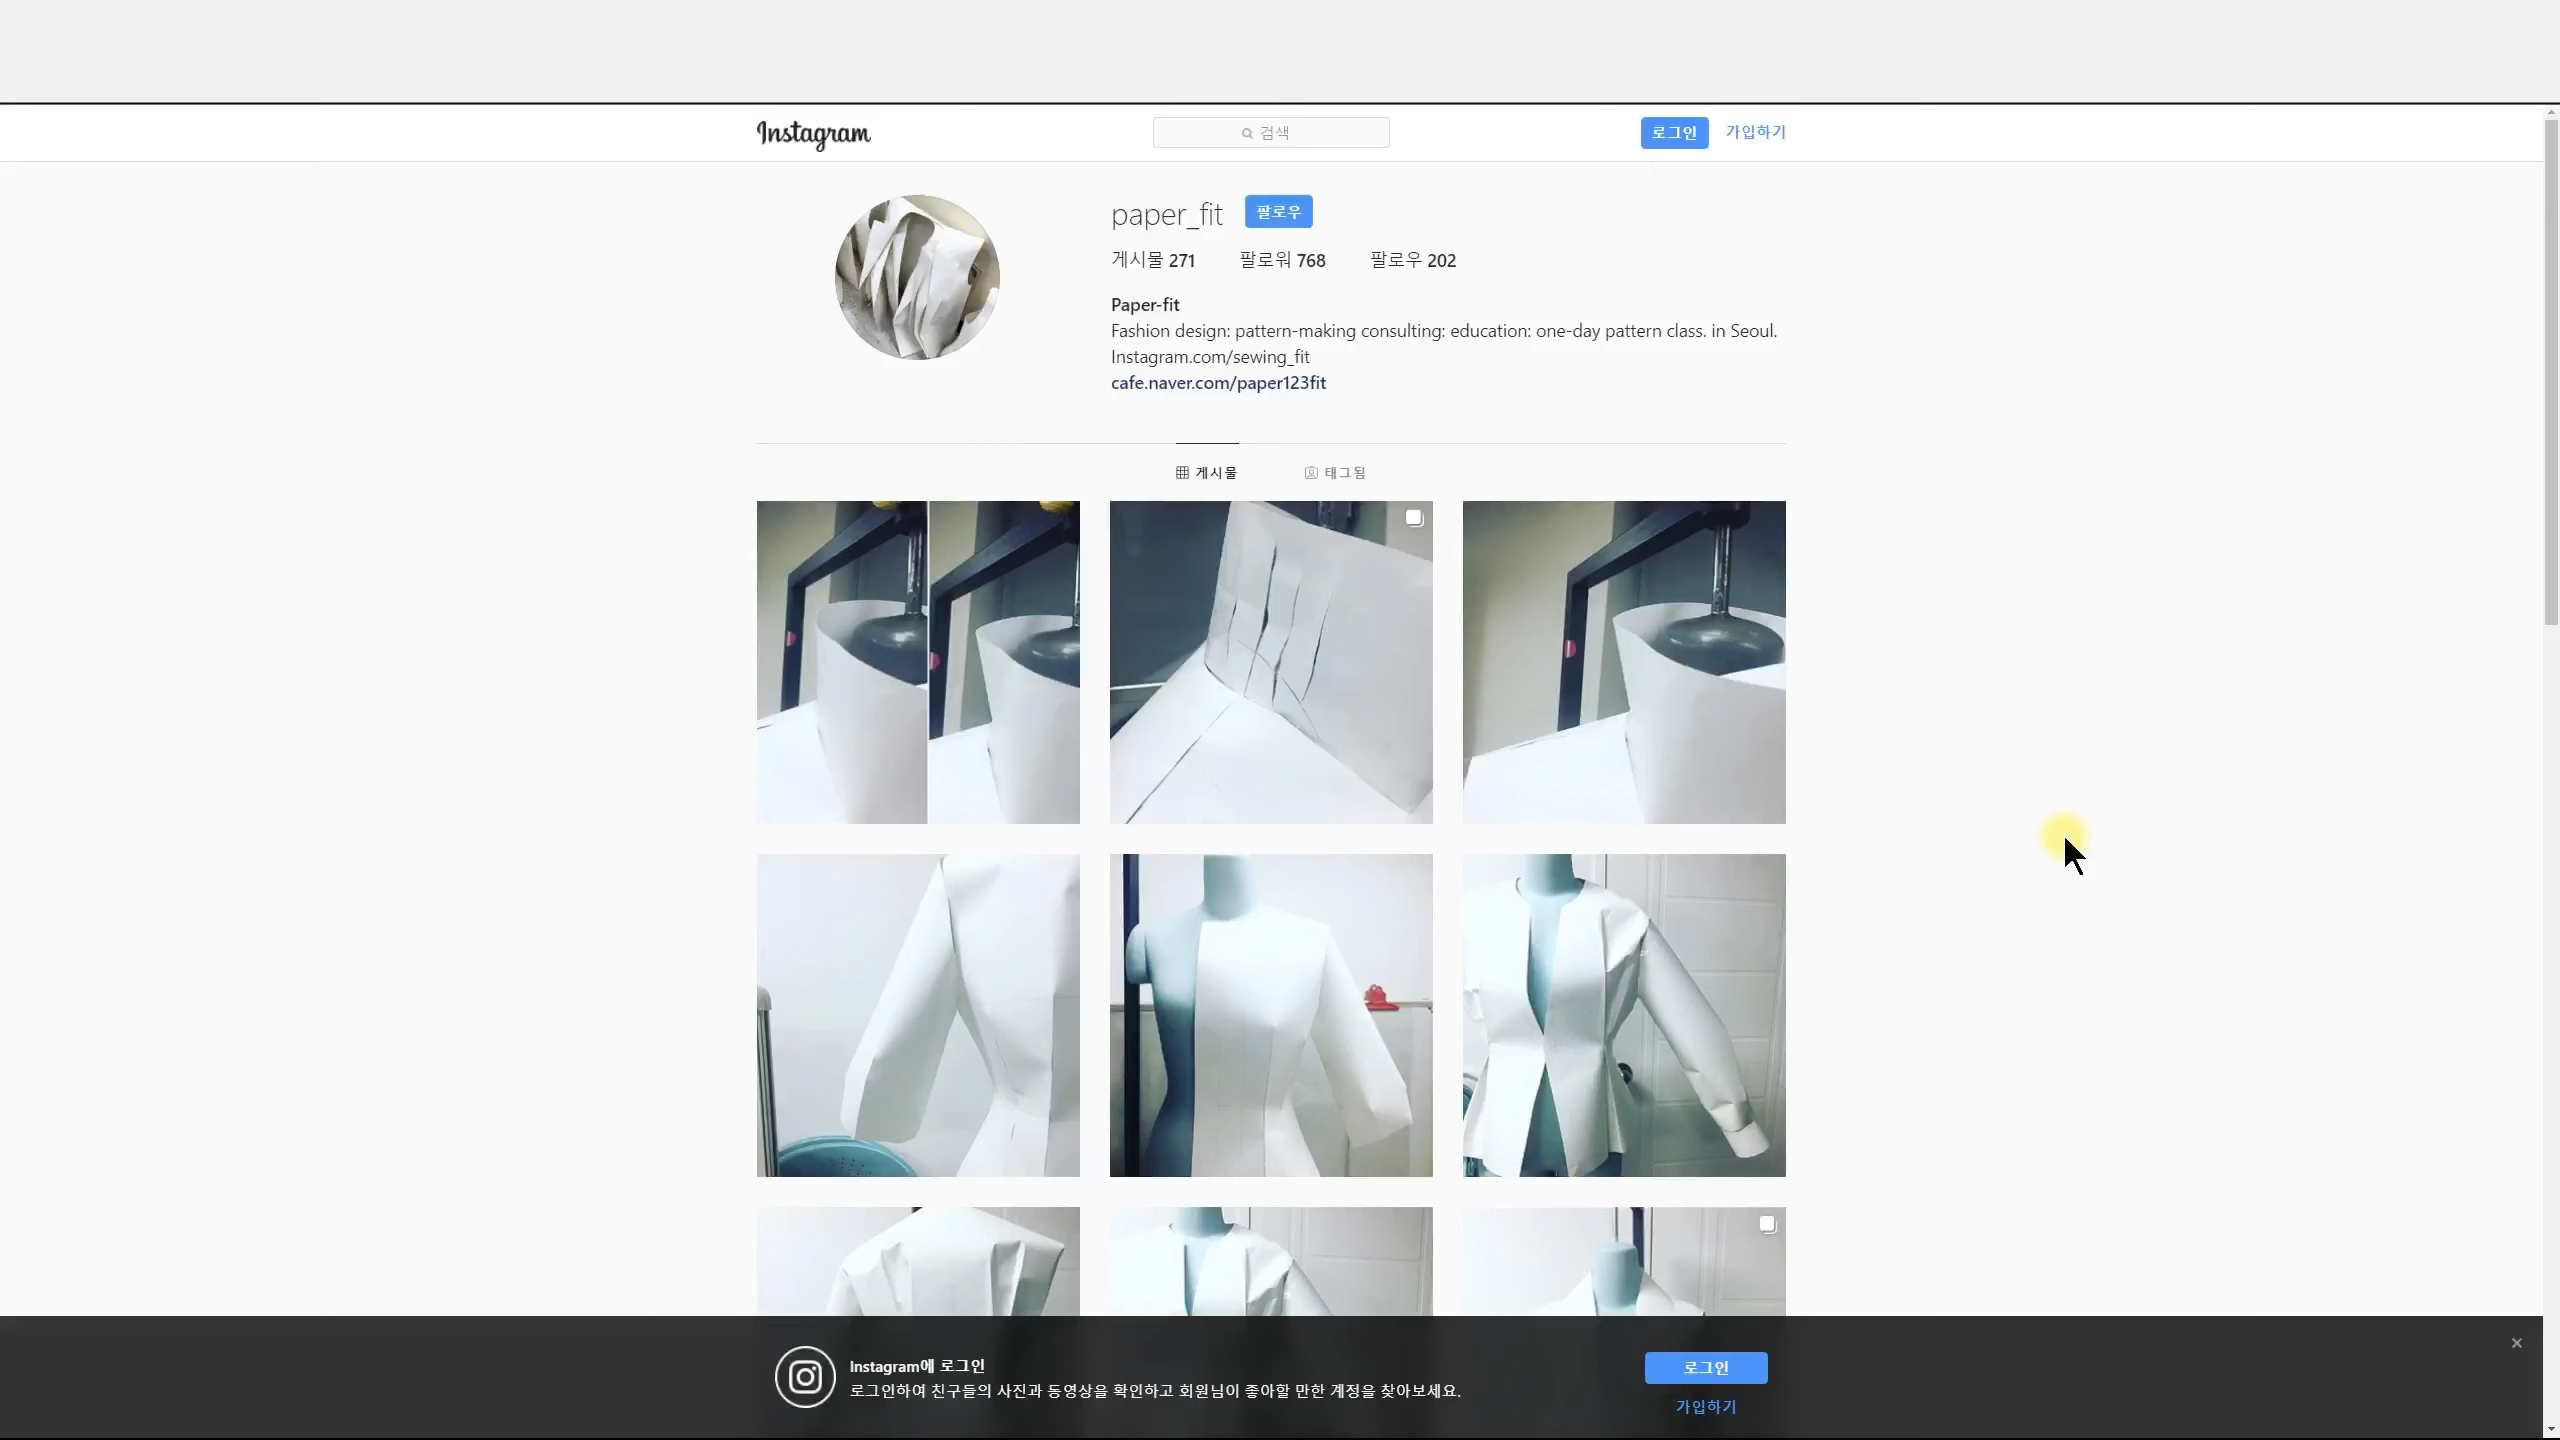 Instagram
검색
로그인 가입하기
paper_fit 팔로우
게시물 271 팔로워 768 팔로우 202
Paper-fit
Fashion design: pattern-making consulting: education: one-day pattern class. in Seoul.
Instagram.com/sewing_fit
cafe.naver.com/paper123fit
게시물 태그됨
Instagram에 로그인
로그인하여 친구들의 사진과 동영상을 확인하고 회원님이 좋아할 만한 계정을 찾아보세요.
로그인
가입하기